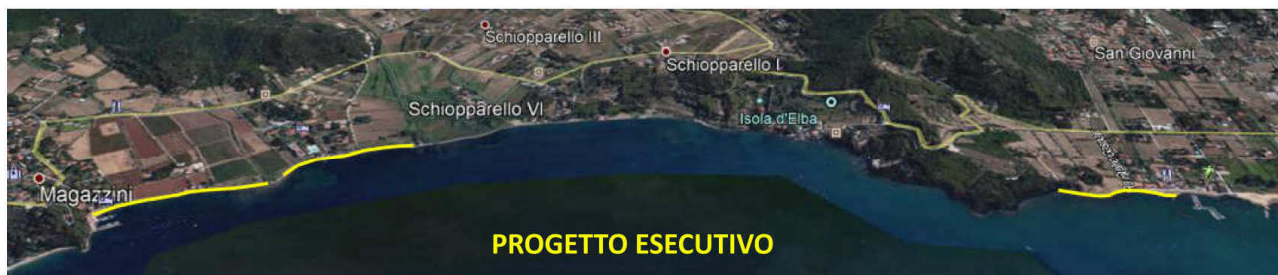 Schiopparello III
San Giovanni
Schiopparello I
Schiopparello VI
Isola d'Elba
Magazzini
PROGETTO ESECUTIVO